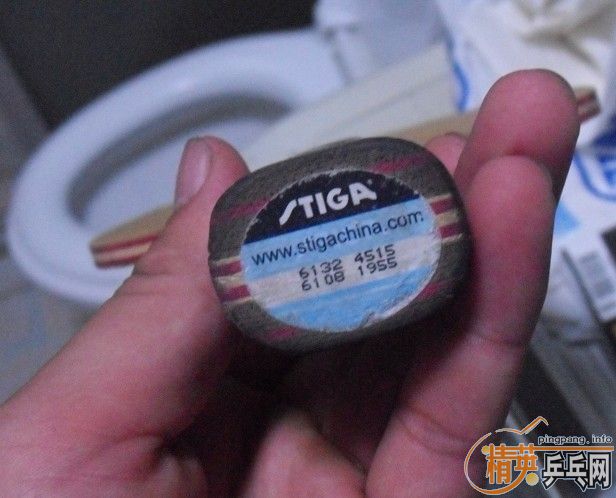 STIGA
www.stigachina.com
6132 4515
6108 1955
pingpang.info
精英乒乓网